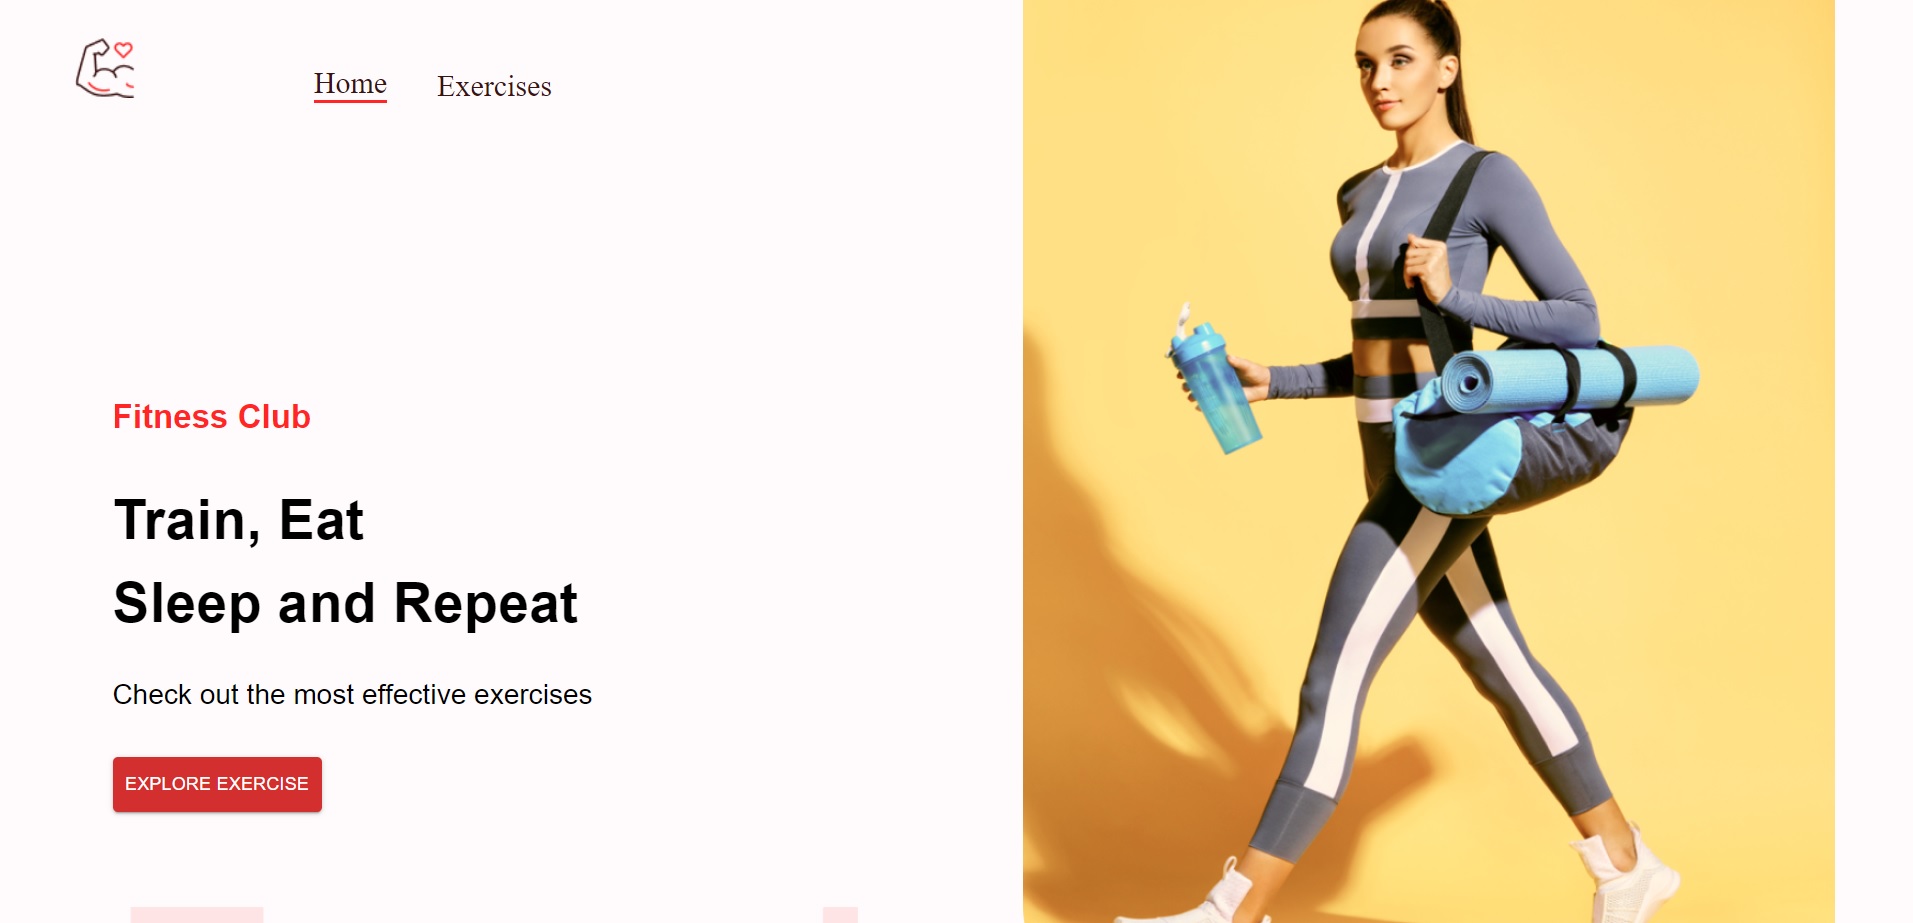 Home
Exercises
Fitness Club
Train, Eat
Sleep and Repeat
Check out the most effective exercises
EXPLORE EXERCISE